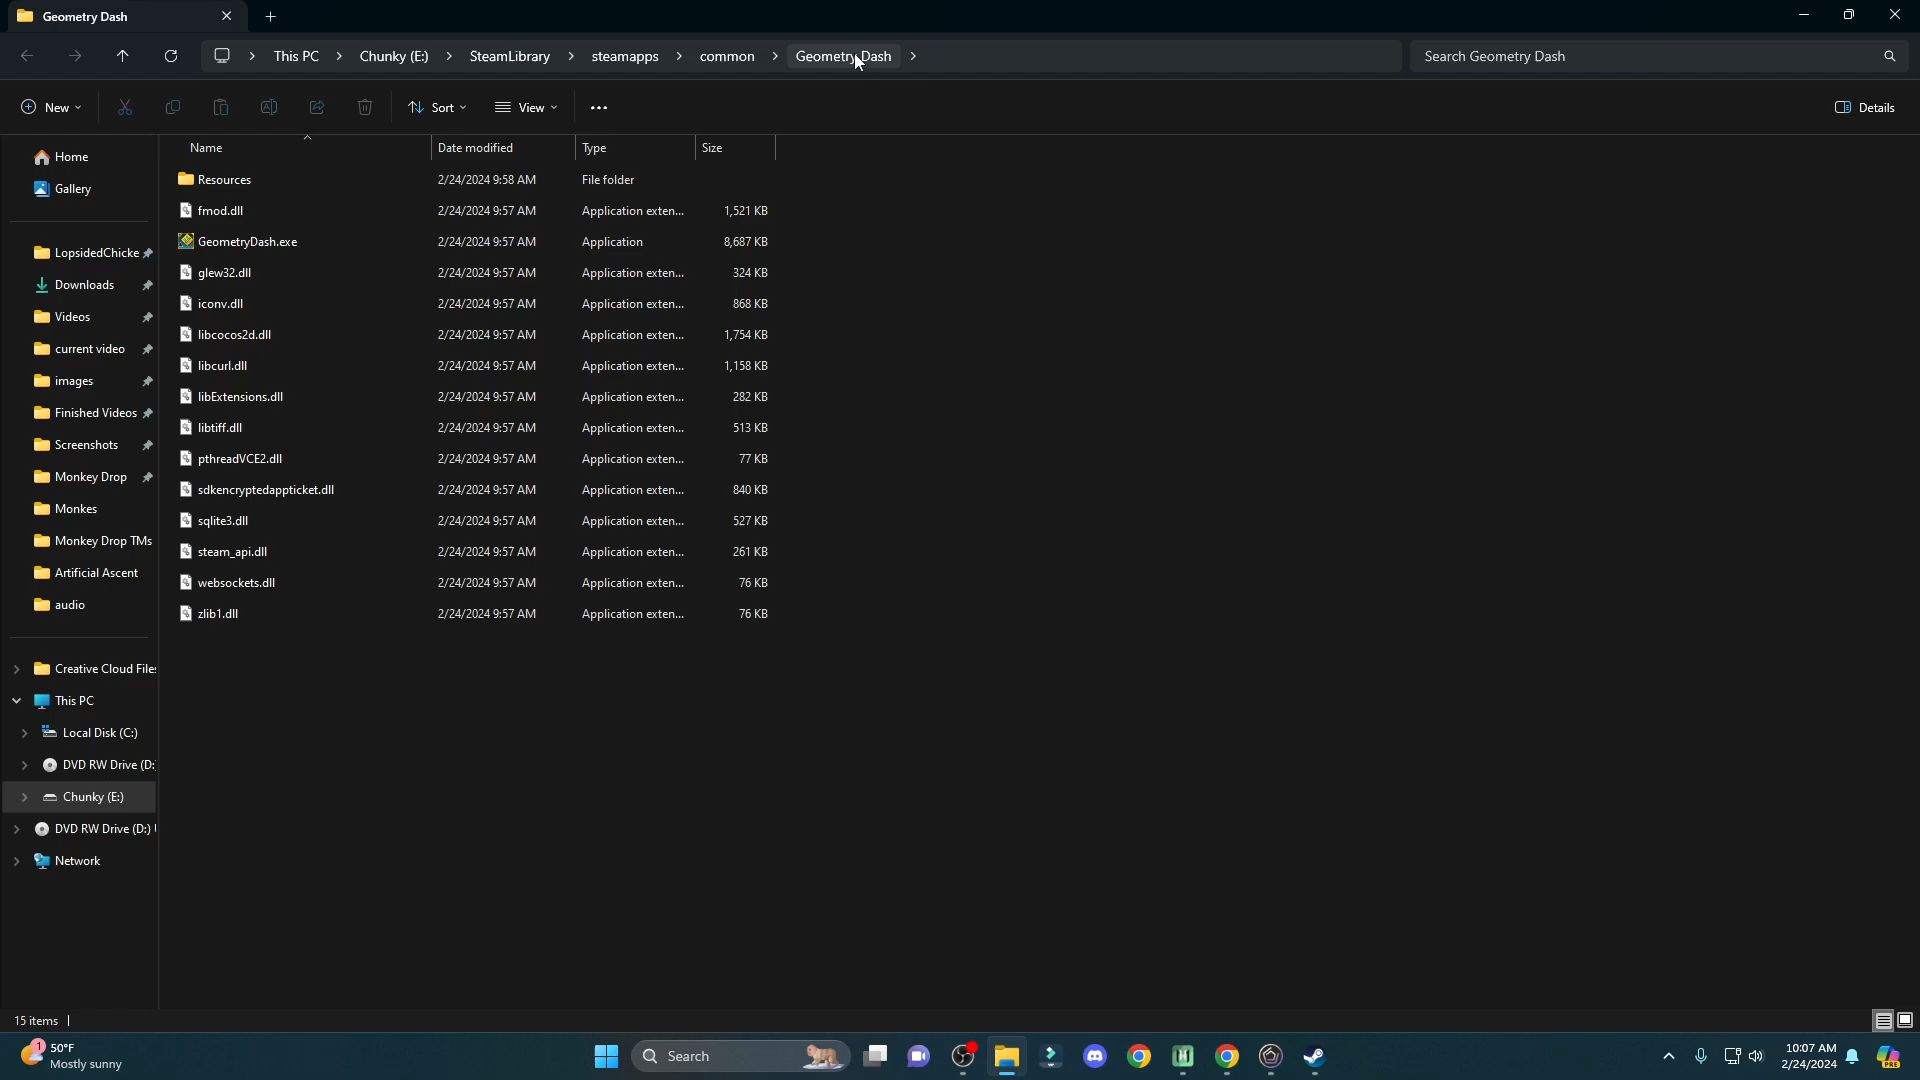 Geometry Dash
This PC > Chunky (E:) > SteamLibrary > steamapps > common > Geometry Dash >
Search Geometry Dash
New
Sort
View
Details
Name Date modified Type Size
Resources 2/24/2024 9:58 AM File folder
fmod.dll 2/24/2024 9:57 AM Application exten... 1,521 KB
GeometryDash.exe 2/24/2024 9:57 AM Application 8,687 KB
glew32.dll 2/24/2024 9:57 AM Application exten... 324 KB
iconv.dll 2/24/2024 9:57 AM Application exten... 868 KB
libcocos2d.dll 2/24/2024 9:57 AM Application exten... 1,754 KB
libcurl.dll 2/24/2024 9:57 AM Application exten... 1,158 KB
libExtensions.dll 2/24/2024 9:57 AM Application exten... 282 KB
libtiff.dll 2/24/2024 9:57 AM Application exten... 513 KB
pthreadVCE2.dll 2/24/2024 9:57 AM Application exten... 77 KB
sdkencryptedappticket.dll 2/24/2024 9:57 AM Application exten... 840 KB
sqlite3.dll 2/24/2024 9:57 AM Application exten... 527 KB
steam_api.dll 2/24/2024 9:57 AM Application exten... 261 KB
websockets.dll 2/24/2024 9:57 AM Application exten... 76 KB
zlib1.dll 2/24/2024 9:57 AM Application exten... 76 KB
Home
Gallery
LopsidedChicke
Downloads
Videos
current video
images
Finished Videos
Screenshots
Monkey Drop
Monkes
Monkey Drop TMs
Artificial Ascent
audio
Creative Cloud Files
This PC
Local Disk (C:)
DVD RW Drive (D:)
Chunky (E:)
DVD RW Drive (D:)
Network
15 items
1
50°F
Mostly sunny
Search
10:07 AM
2/24/2024
PRE